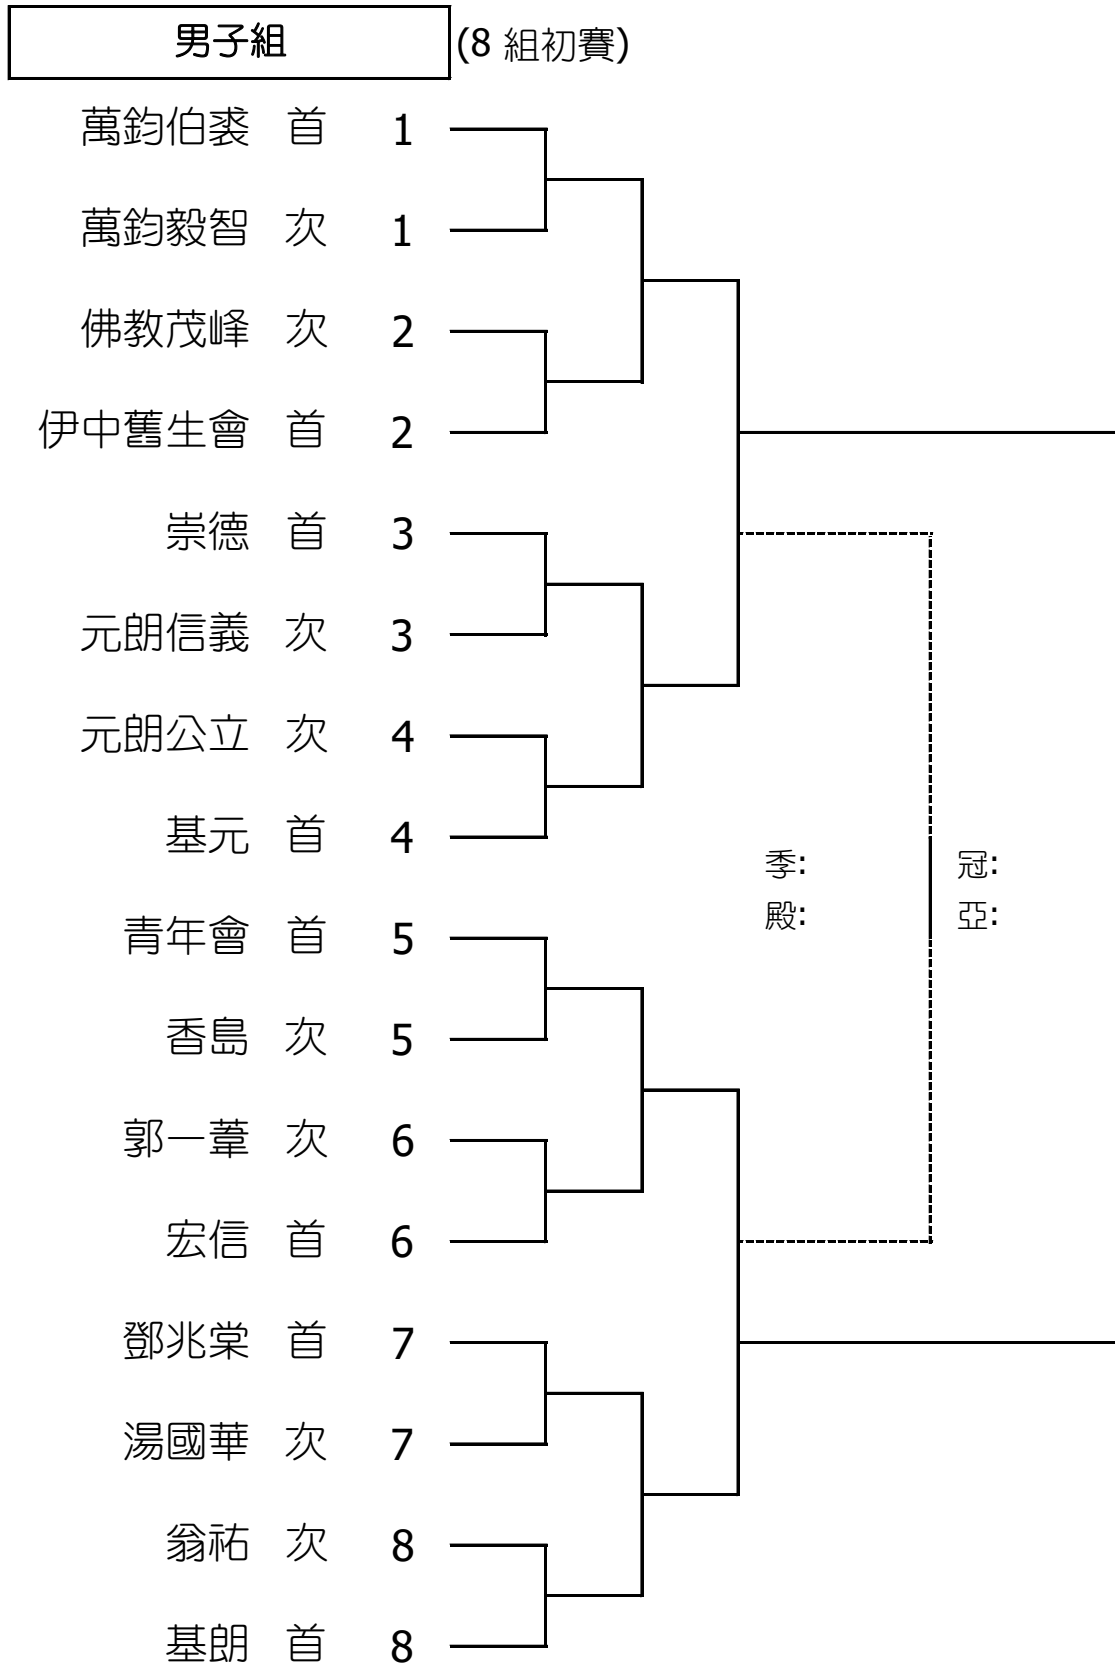 男子組 (8 組初賽)
萬鈞伯裘 首 1
萬鈞毅智 次 1
佛教茂峰 次 2
伊中舊生會 首 2
崇德 首 3
元朗信義 次 3
元朗公立 次 4
基元 首 4
季: 冠:
殿: 亞:
青年會 首 5
香島 次 5
郭一葦 次 6
宏信 首 6
鄧兆棠 首 7
湯國華 次 7
翁祐 次 8
基朗 首 8